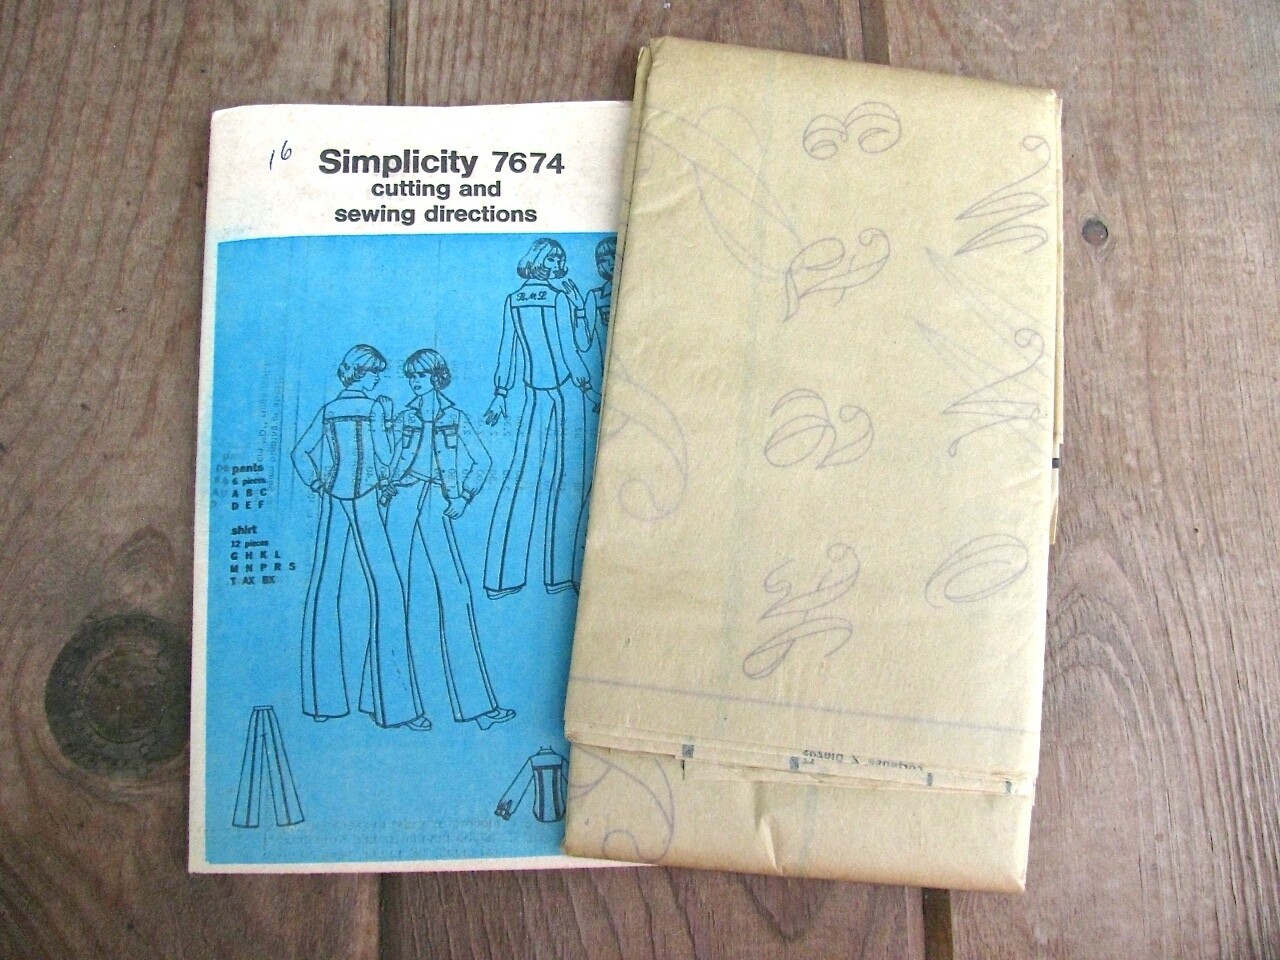 16
Simplicity 7674
cutting and
sewing directions
B.M.L.
pants
6 pieces
A B C
D E F
shirt
12 pieces
G H K L
M N P R S
T AX BX